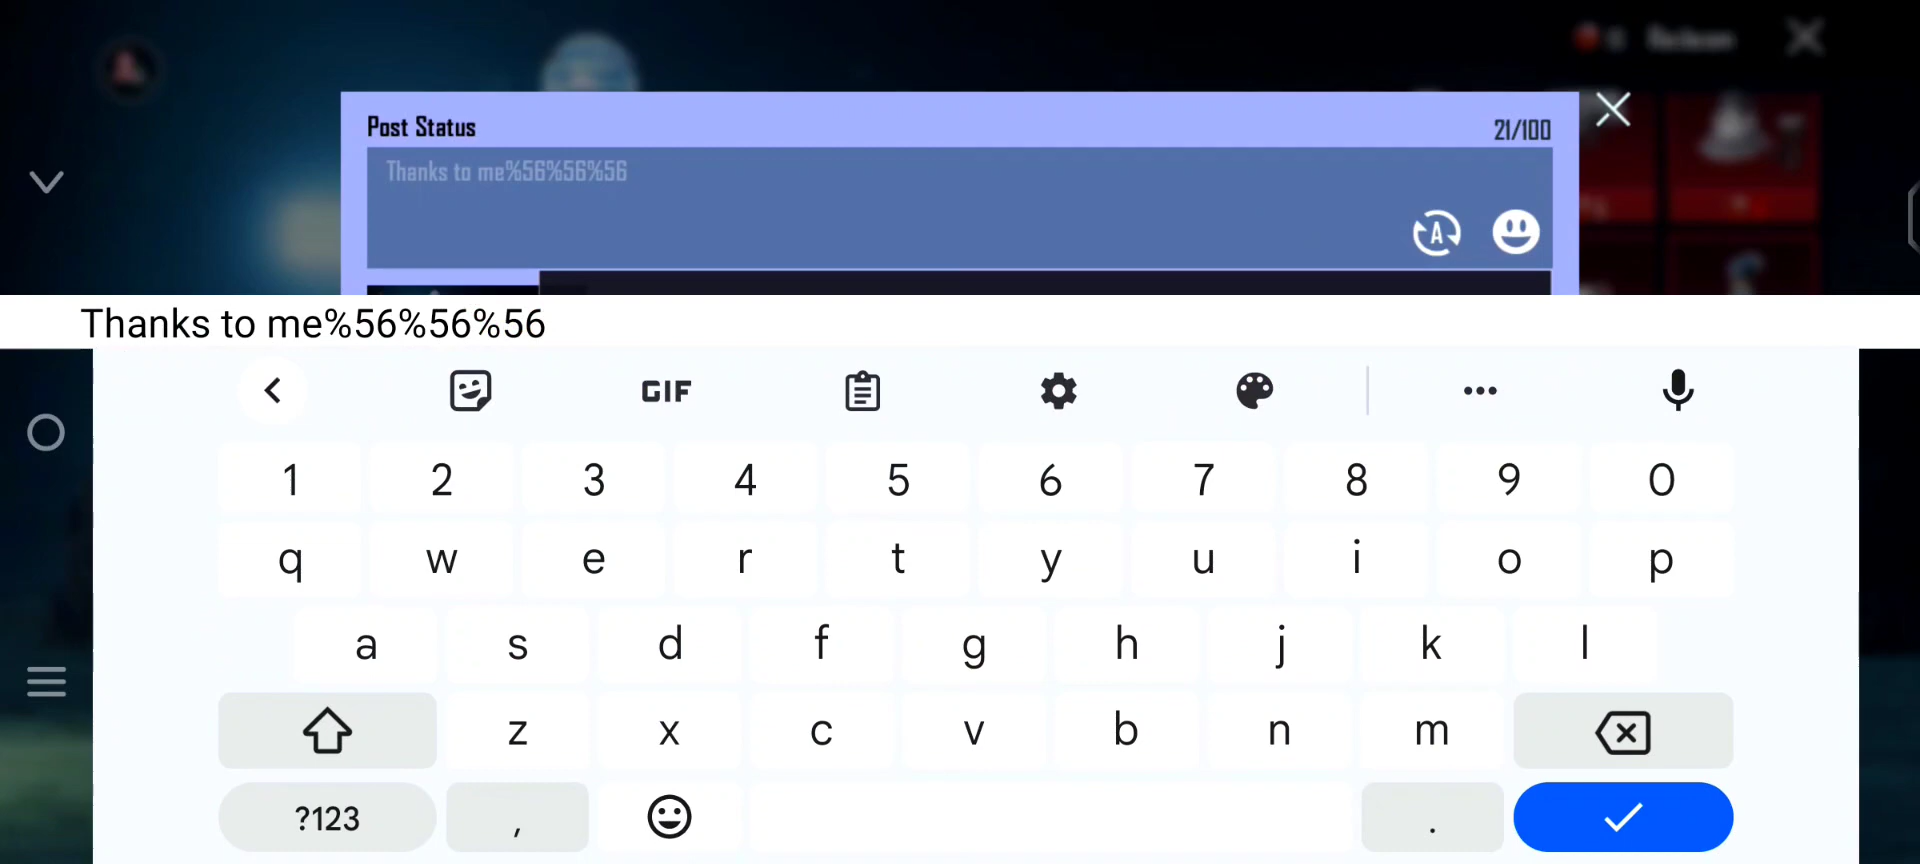 Post Status
21/100
Thanks to me%56%56%56
A
Thanks to me%56%56%56
GIF
1 2 3 4 5 6 7 8 9 0
q w e r t y u i o p
a s d f g h j k l
z x c v b n m
?123 , .